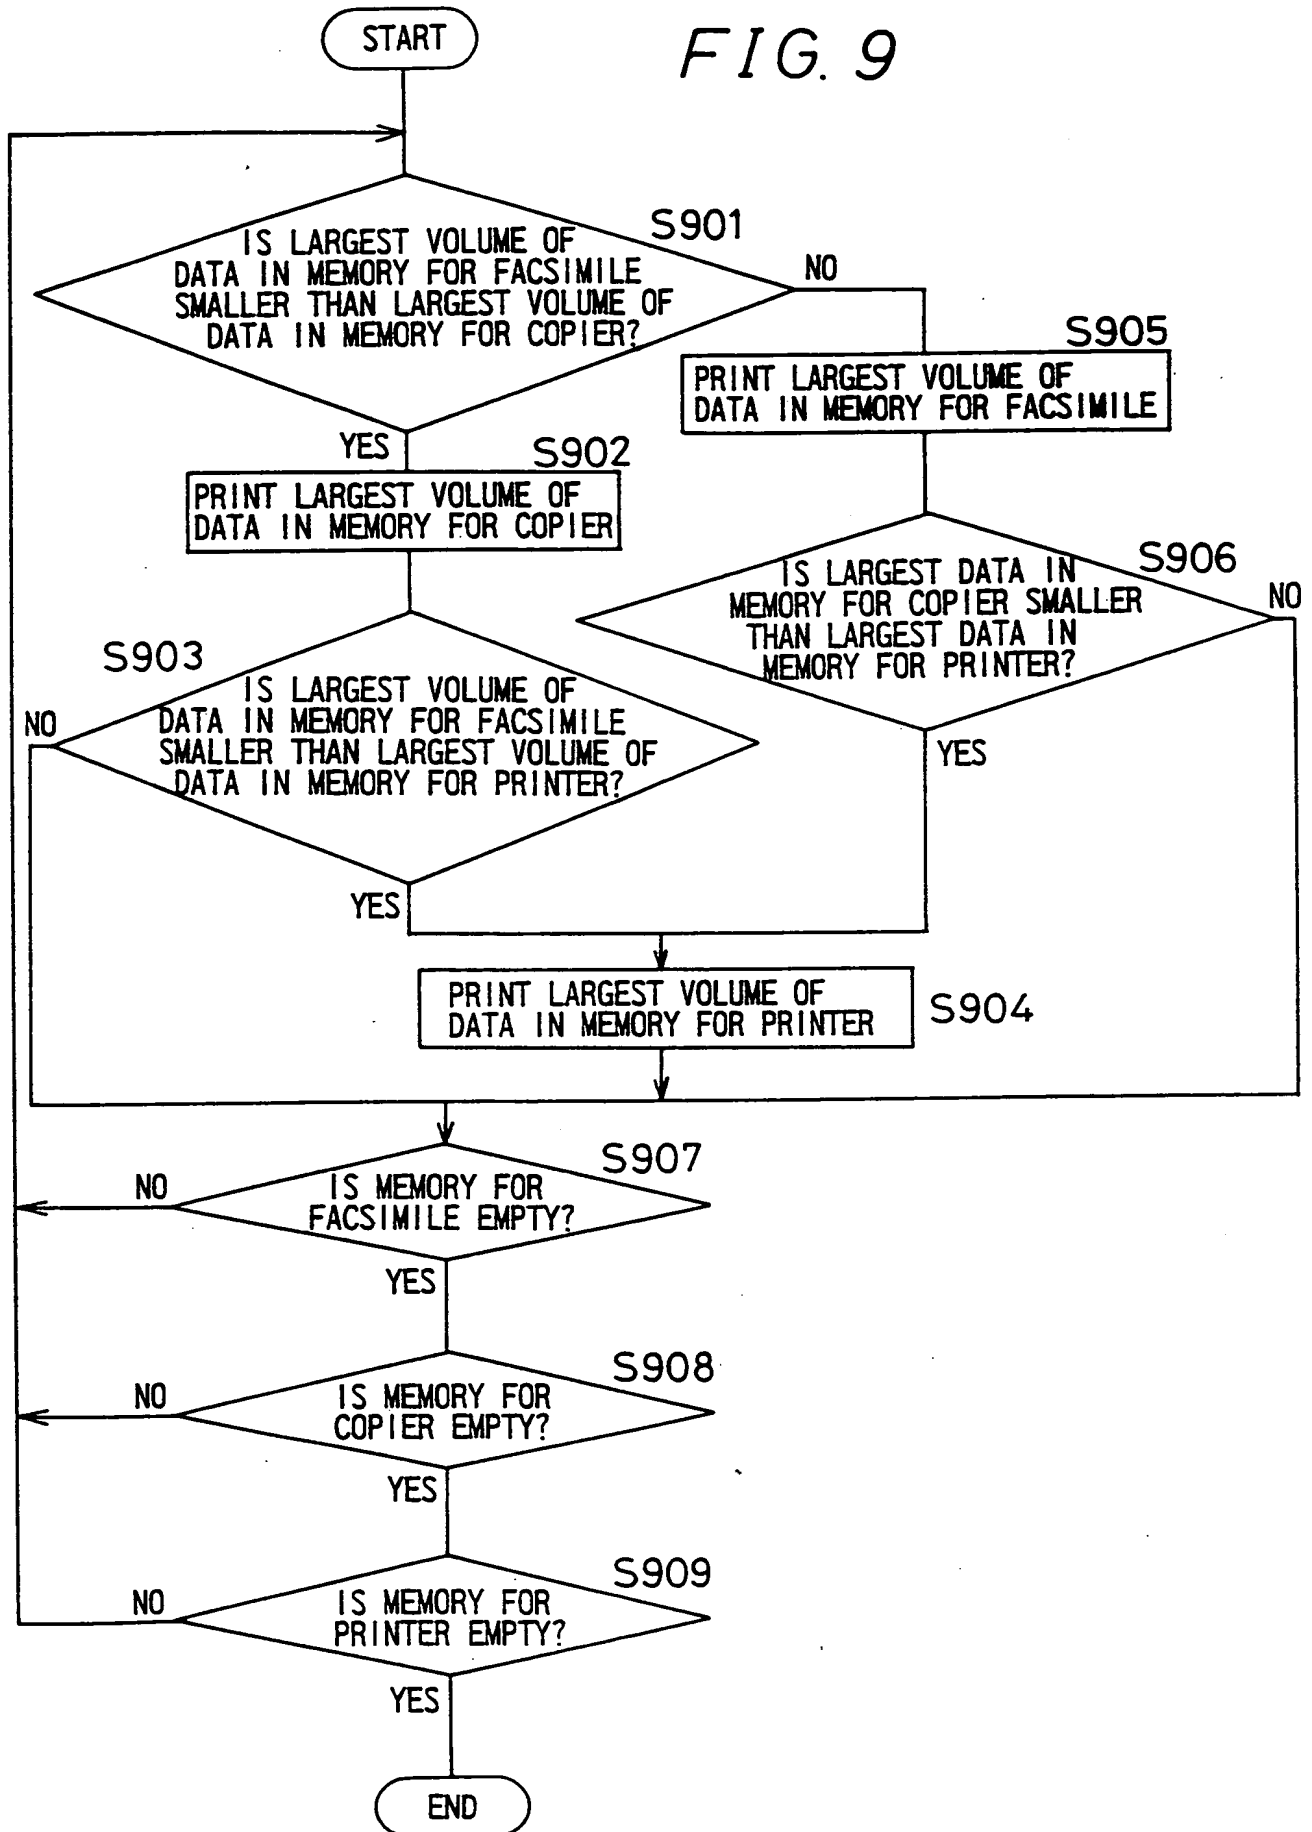 START
FIG. 9
S901
IS LARGEST VOLUME OF
DATA IN MEMORY FOR FACSIMILE
SMALLER THAN LARGEST VOLUME OF
DATA IN MEMORY FOR COPIER?
NO
YES
S905
PRINT LARGEST VOLUME OF
DATA IN MEMORY FOR FACSIMILE
S902
PRINT LARGEST VOLUME OF
DATA IN MEMORY FOR COPIER
S906
IS LARGEST DATA IN
MEMORY FOR COPIER SMALLER
THAN LARGEST DATA IN
MEMORY FOR PRINTER?
NO
YES
S903
IS LARGEST VOLUME OF
DATA IN MEMORY FOR FACSIMILE
SMALLER THAN LARGEST VOLUME OF
DATA IN MEMORY FOR PRINTER?
NO
YES
PRINT LARGEST VOLUME OF
DATA IN MEMORY FOR PRINTER
S904
S907
IS MEMORY FOR
FACSIMILE EMPTY?
NO
YES
S908
IS MEMORY FOR
COPIER EMPTY?
NO
YES
S909
IS MEMORY FOR
PRINTER EMPTY?
NO
YES
END